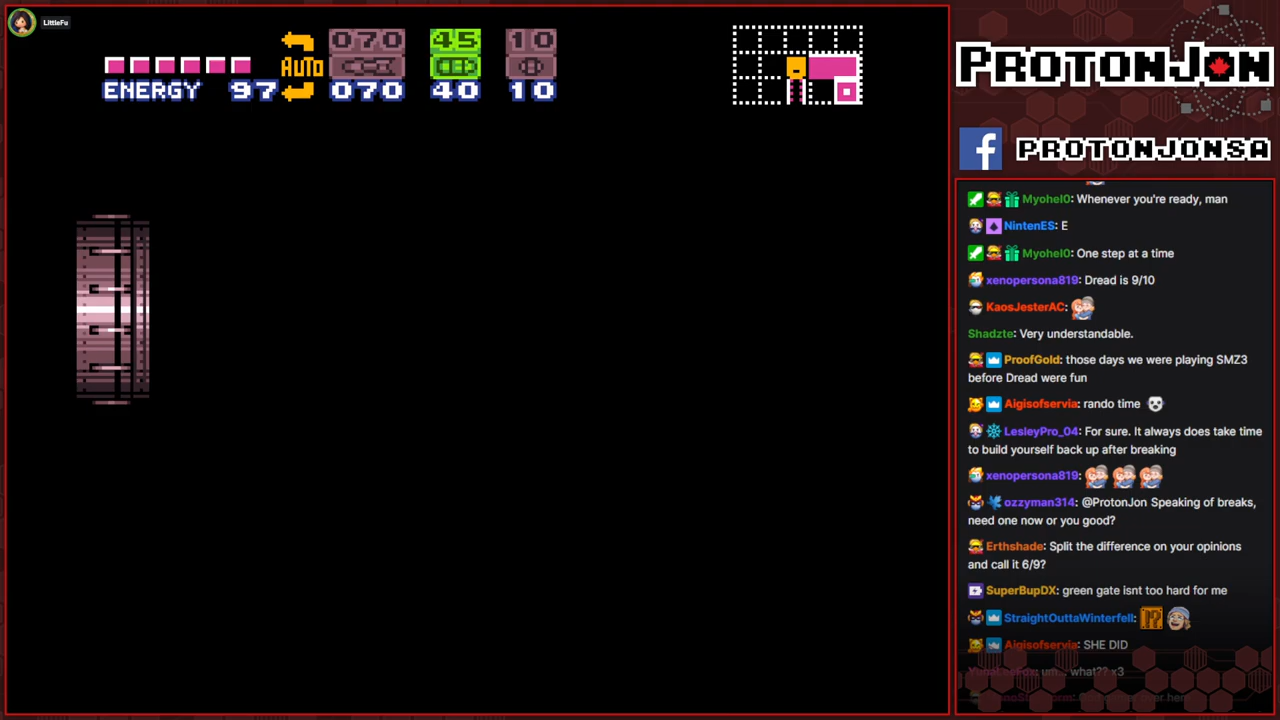 LittleFu
070 45 10
AUTO
ENERGY 97 070 40 10
PROTONJON
PROTONJONSA
MyoheI0: Whenever you're ready, man
NintenES: E
MyoheI0: One step at a time
xenopersona819: Dread is 9/10
KaosJesterAC:
Shadzte: Very understandable.
ProofGold: those days we were playing SMZ3
before Dread were fun
Aigisofservia: rando time
LesleyPro_04: For sure. It always does take time
to build yourself back up after breaking
xenopersona819:
ozzyman314: @ProtonJon Speaking of breaks,
need one now or you good?
Erthshade: Split the difference on your opinions
and call it 6/9?
SuperBupDX: green gate isnt too hard for me
StraightOuttaWinterfell:
Aigisofservia: SHE DID
um... what?? x3